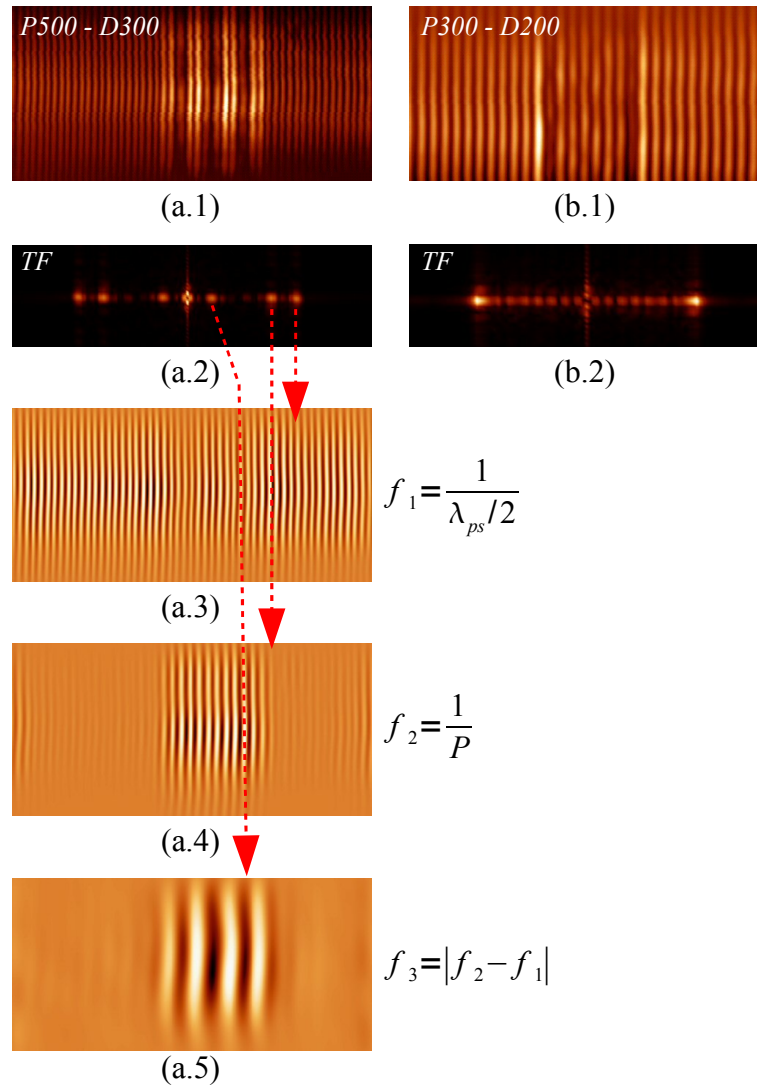 P500 - D300
P300 - D200
(a.1)
(b.1)
TF
TF
(a.2)
(b.2)
f₁ = 1 / (λ_ps/2)
(a.3)
f₂ = 1 / P
(a.4)
f₃ = |f₂ − f₁|
(a.5)